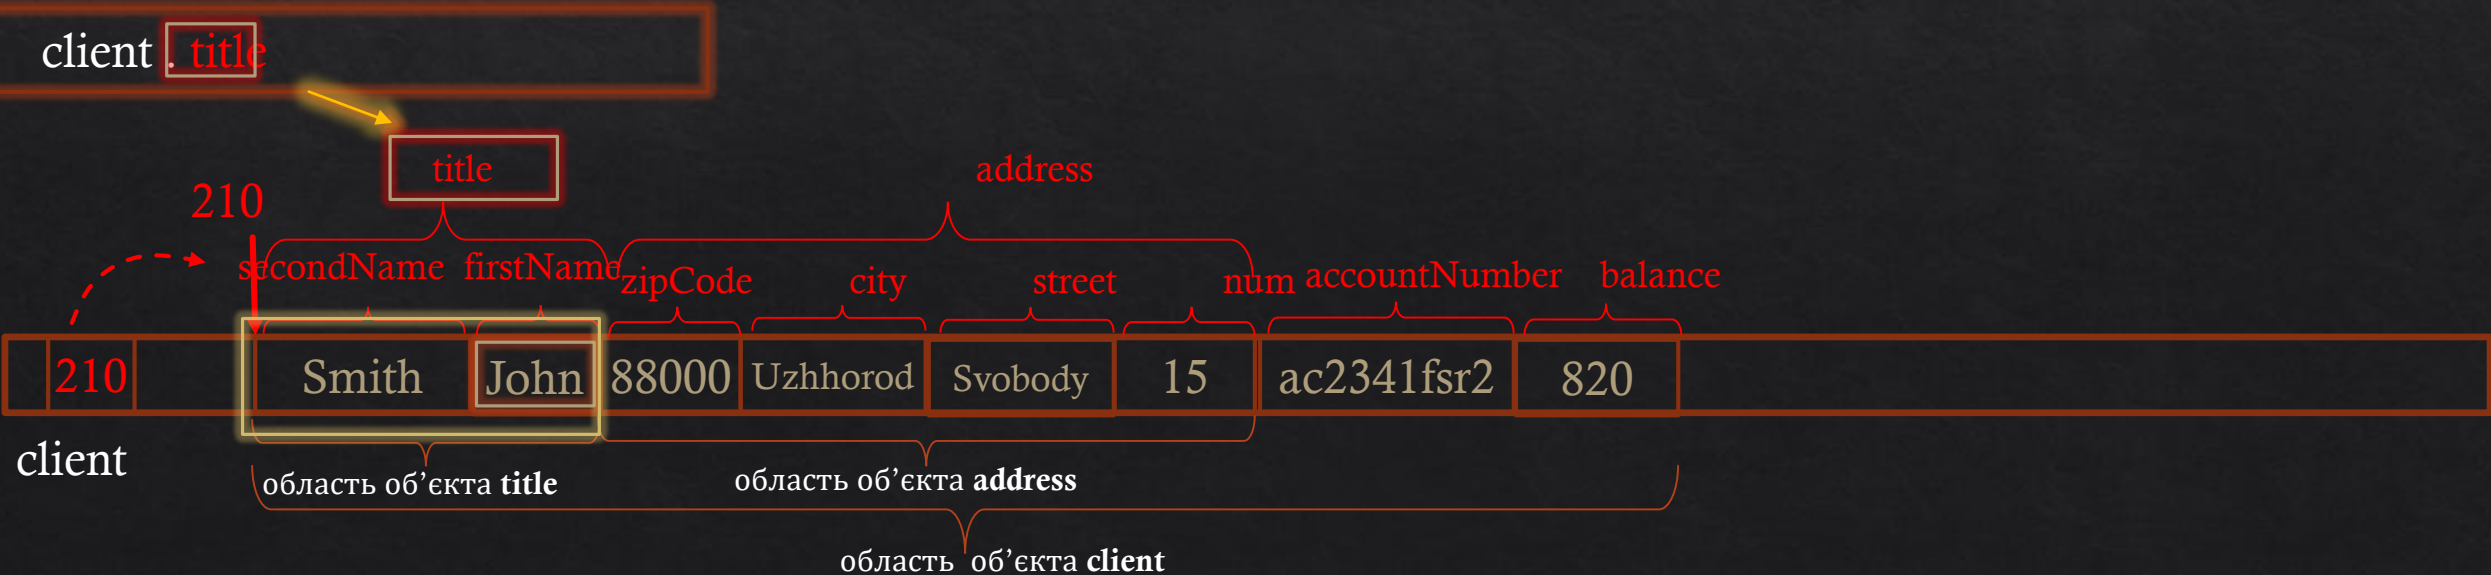 client . title
title
address
210
secondName firstName zipCode city street num accountNumber balance
210 Smith John 88000 Uzhhorod Svobody 15 ac2341fsr2 820
client
область об’єкта title
область об’єкта address
область об’єкта client